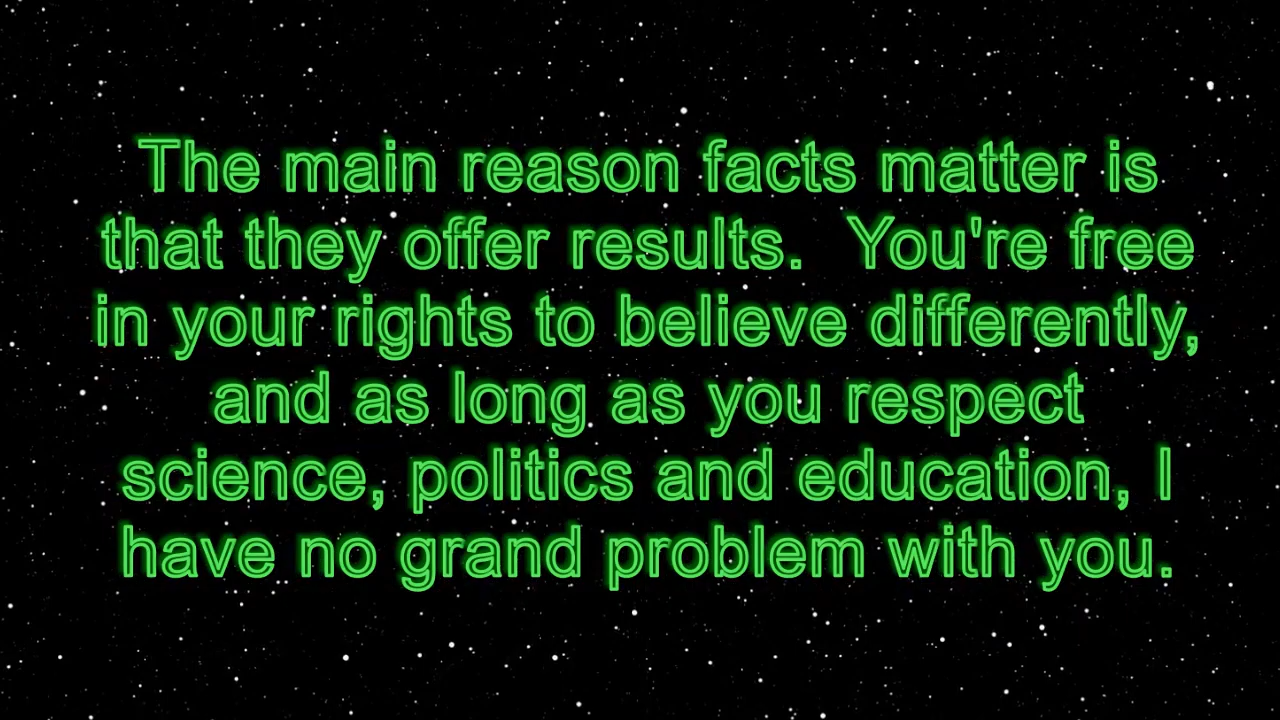 The main reason facts matter is
that they offer results.  You're free
in your rights to believe differently,
and as long as you respect
science, politics and education, I
have no grand problem with you.